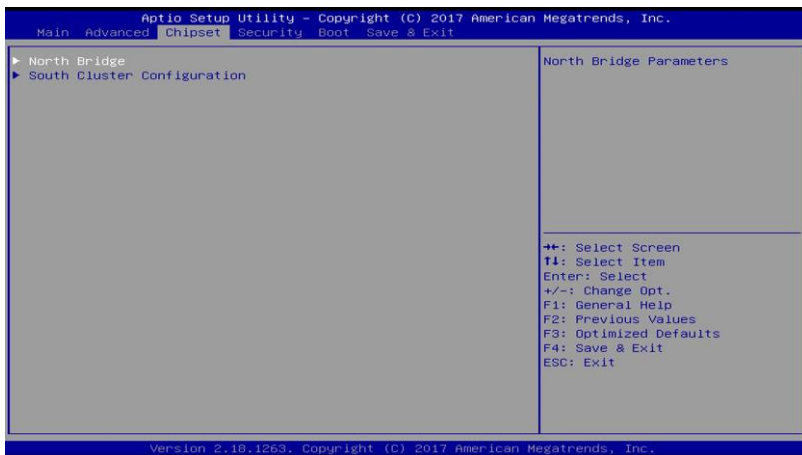 Aptio Setup Utility – Copyright (C) 2017 American Megatrends, Inc.
Main Advanced Chipset Security Boot Save & Exit
▶ North Bridge
▶ South Cluster Configuration
North Bridge Parameters
→←: Select Screen
↑↓: Select Item
Enter: Select
+/-: Change Opt.
F1: General Help
F2: Previous Values
F3: Optimized Defaults
F4: Save & Exit
ESC: Exit
Version 2.18.1263. Copyright (C) 2017 American Megatrends, Inc.